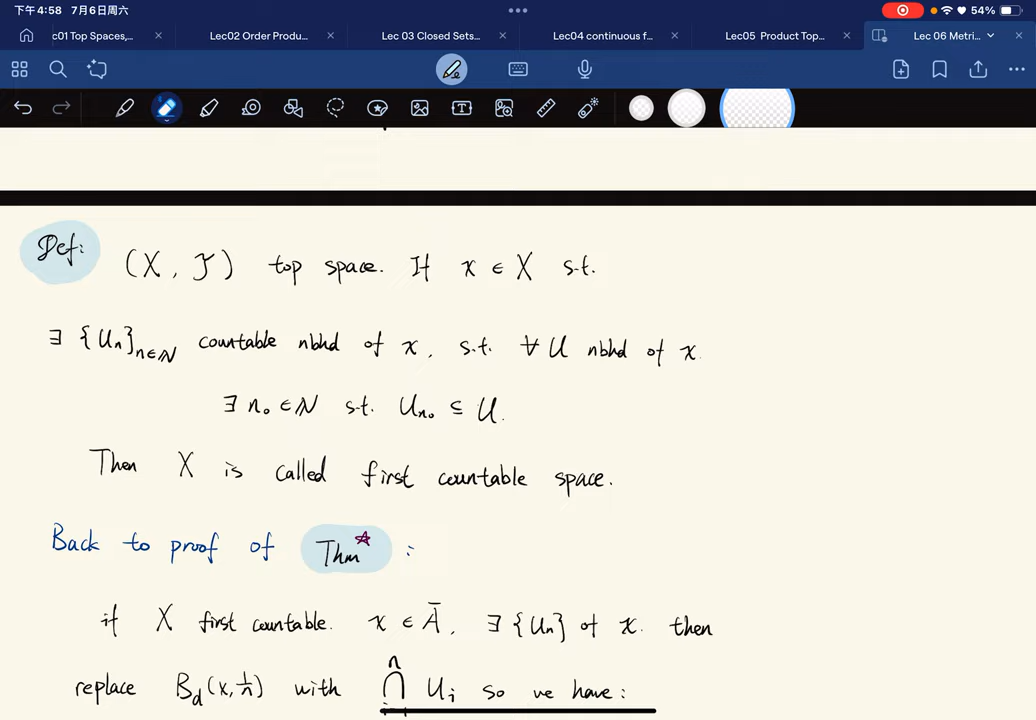 下午4:58 7月6日周六
54%
c01 Top Spaces,...
Lec02 Order Produ...
Lec 03 Closed Sets...
Lec04 continuous f...
Lec05 Product Top...
Lec 06 Metri...
Def: (X, 𝒯) top space. If x ∈ X s.t.
∃ {Uₙ}ₙ∈ℕ countable nbhd of x, s.t. ∀ U nbhd of x.
∃ n₀ ∈ ℕ s.t. Uₙ₀ ⊆ U.
Then X is called first countable space.
Back to proof of Thm☆ :
if X first countable. x ∈ Ā, ∃ {Uₙ} of x. then
replace B_d(x, 1/n) with ⋂ⁿ Uᵢ so we have: